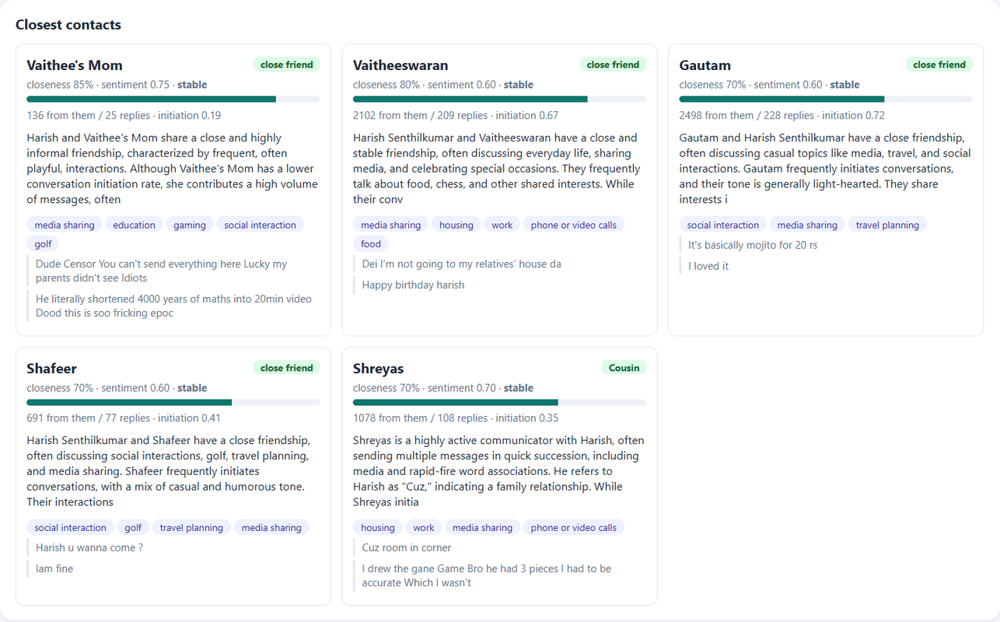 Closest contacts
Vaithee's Mom
close friend
closeness 85% · sentiment 0.75 · stable
136 from them / 25 replies · initiation 0.19
Harish and Vaithee's Mom share a close and highly
informal friendship, characterized by frequent, often
playful, interactions. Although Vaithee's Mom has a lower
conversation initiation rate, she contributes a high volume
of messages, often
media sharing
education
gaming
social interaction
golf
Dude Censor You can't send everything here Lucky my
parents didn't see Idiots
He literally shortened 4000 years of maths into 20min video
Dood this is soo fricking epoc
Vaitheeswaran
close friend
closeness 80% · sentiment 0.60 · stable
2102 from them / 209 replies · initiation 0.67
Harish Senthilkumar and Vaitheeswaran have a close and
stable friendship, often discussing everyday life, sharing
media, and celebrating special occasions. They frequently
talk about food, chess, and other shared interests. While
their conv
media sharing
housing
work
phone or video calls
food
Dei I'm not going to my relatives' house da
Happy birthday harish
Gautam
close friend
closeness 70% · sentiment 0.60 · stable
2498 from them / 228 replies · initiation 0.72
Gautam and Harish Senthilkumar have a close friendship,
often discussing casual topics like media, travel, and social
interactions. Gautam frequently initiates conversations,
and their tone is generally light-hearted. They share
interests i
social interaction
media sharing
travel planning
It's basically mojito for 20 rs
I loved it
Shafeer
close friend
closeness 70% · sentiment 0.60 · stable
691 from them / 77 replies · initiation 0.41
Harish Senthilkumar and Shafeer have a close friendship,
often discussing social interactions, golf, travel planning,
and media sharing. Shafeer frequently initiates
conversations, with a mix of casual and humorous tone.
Their interactions
social interaction
golf
travel planning
media sharing
Harish u wanna come ?
Iam fine
Shreyas
Cousin
closeness 70% · sentiment 0.70 · stable
1078 from them / 108 replies · initiation 0.35
Shreyas is a highly active communicator with Harish, often
sending multiple messages in quick succession, including
media and rapid-fire word associations. He refers to
Harish as "Cuz," indicating a family relationship. While
Shreyas initia
housing
work
media sharing
phone or video calls
Cuz room in corner
I drew the gane Game Bro he had 3 pieces I had to be
accurate Which I wasn't